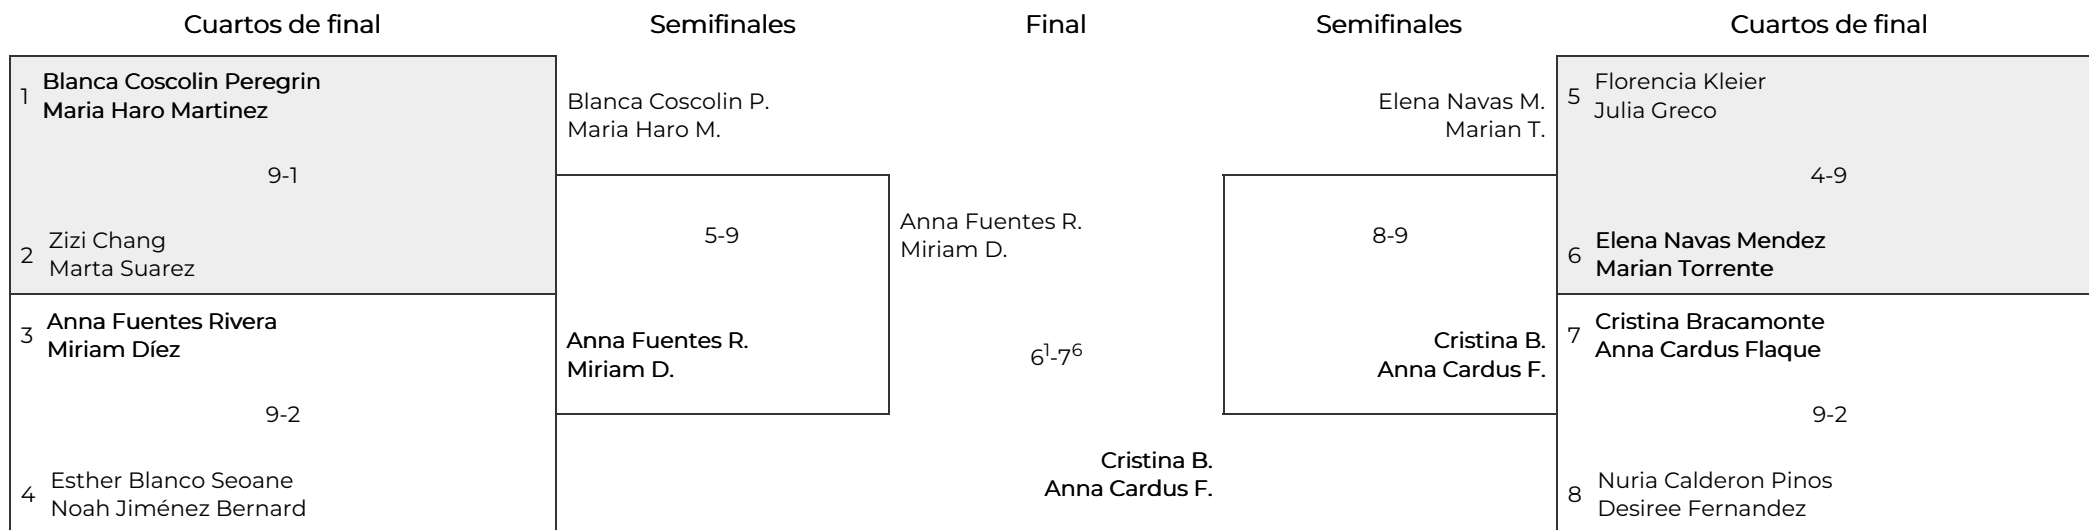 Cuartos de final
Semifinales
Final
Semifinales
Cuartos de final
1
Blanca Coscolin Peregrin
Maria Haro Martinez
9-1
2
Zizi Chang
Marta Suarez
3
Anna Fuentes Rivera
Miriam Díez
9-2
4
Esther Blanco Seoane
Noah Jiménez Bernard
Blanca Coscolin P.
Maria Haro M.
5-9
Anna Fuentes R.
Miriam D.
Anna Fuentes R.
Miriam D.
6¹-7⁶
Cristina B.
Anna Cardus F.
Elena Navas M.
Marian T.
8-9
Cristina B.
Anna Cardus F.
5
Florencia Kleier
Julia Greco
4-9
6
Elena Navas Mendez
Marian Torrente
7
Cristina Bracamonte
Anna Cardus Flaque
9-2
8
Nuria Calderon Pinos
Desiree Fernandez